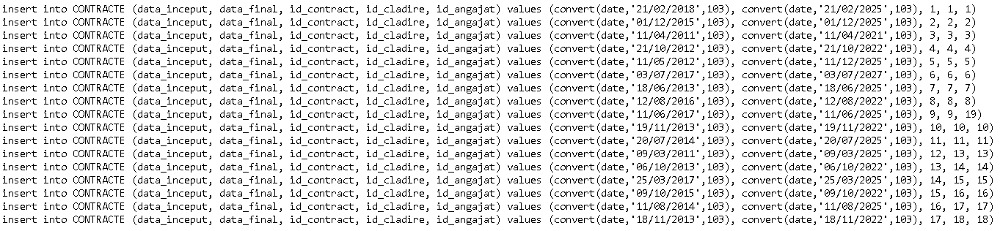 insert into CONTRACTE (data_inceput, data_final, id_contract, id_cladire, id_angajat) values (convert(date,'21/02/2018',103), convert(date,'21/02/2025',103), 1, 1, 1)
insert into CONTRACTE (data_inceput, data_final, id_contract, id_cladire, id_angajat) values (convert(date,'01/12/2015',103), convert(date,'01/12/2025',103), 2, 2, 2)
insert into CONTRACTE (data_inceput, data_final, id_contract, id_cladire, id_angajat) values (convert(date,'11/04/2011',103), convert(date,'11/04/2021',103), 3, 3, 3)
insert into CONTRACTE (data_inceput, data_final, id_contract, id_cladire, id_angajat) values (convert(date,'21/10/2012',103), convert(date,'21/10/2022',103), 4, 4, 4)
insert into CONTRACTE (data_inceput, data_final, id_contract, id_cladire, id_angajat) values (convert(date,'11/05/2012',103), convert(date,'11/12/2025',103), 5, 5, 5)
insert into CONTRACTE (data_inceput, data_final, id_contract, id_cladire, id_angajat) values (convert(date,'03/07/2017',103), convert(date,'03/07/2027',103), 6, 6, 6)
insert into CONTRACTE (data_inceput, data_final, id_contract, id_cladire, id_angajat) values (convert(date,'18/06/2013',103), convert(date,'18/06/2025',103), 7, 7, 7)
insert into CONTRACTE (data_inceput, data_final, id_contract, id_cladire, id_angajat) values (convert(date,'12/08/2016',103), convert(date,'12/08/2022',103), 8, 8, 8)
insert into CONTRACTE (data_inceput, data_final, id_contract, id_cladire, id_angajat) values (convert(date,'11/06/2017',103), convert(date,'11/06/2025',103), 9, 9, 19)
insert into CONTRACTE (data_inceput, data_final, id_contract, id_cladire, id_angajat) values (convert(date,'19/11/2013',103), convert(date,'19/11/2022',103), 10, 10, 10)
insert into CONTRACTE (data_inceput, data_final, id_contract, id_cladire, id_angajat) values (convert(date,'20/07/2014',103), convert(date,'20/07/2025',103), 11, 11, 11)
insert into CONTRACTE (data_inceput, data_final, id_contract, id_cladire, id_angajat) values (convert(date,'09/03/2011',103), convert(date,'09/03/2025',103), 12, 13, 13)
insert into CONTRACTE (data_inceput, data_final, id_contract, id_cladire, id_angajat) values (convert(date,'06/10/2013',103), convert(date,'06/10/2022',103), 13, 14, 14)
insert into CONTRACTE (data_inceput, data_final, id_contract, id_cladire, id_angajat) values (convert(date,'25/03/2017',103), convert(date,'25/03/2025',103), 14, 15, 15)
insert into CONTRACTE (data_inceput, data_final, id_contract, id_cladire, id_angajat) values (convert(date,'09/10/2015',103), convert(date,'09/10/2022',103), 15, 16, 16)
insert into CONTRACTE (data_inceput, data_final, id_contract, id_cladire, id_angajat) values (convert(date,'11/08/2014',103), convert(date,'11/08/2025',103), 16, 17, 17)
insert into CONTRACTE (data_inceput, data_final, id_contract, id_cladire, id_angajat) values (convert(date,'18/11/2013',103), convert(date,'18/11/2022',103), 17, 18, 18)